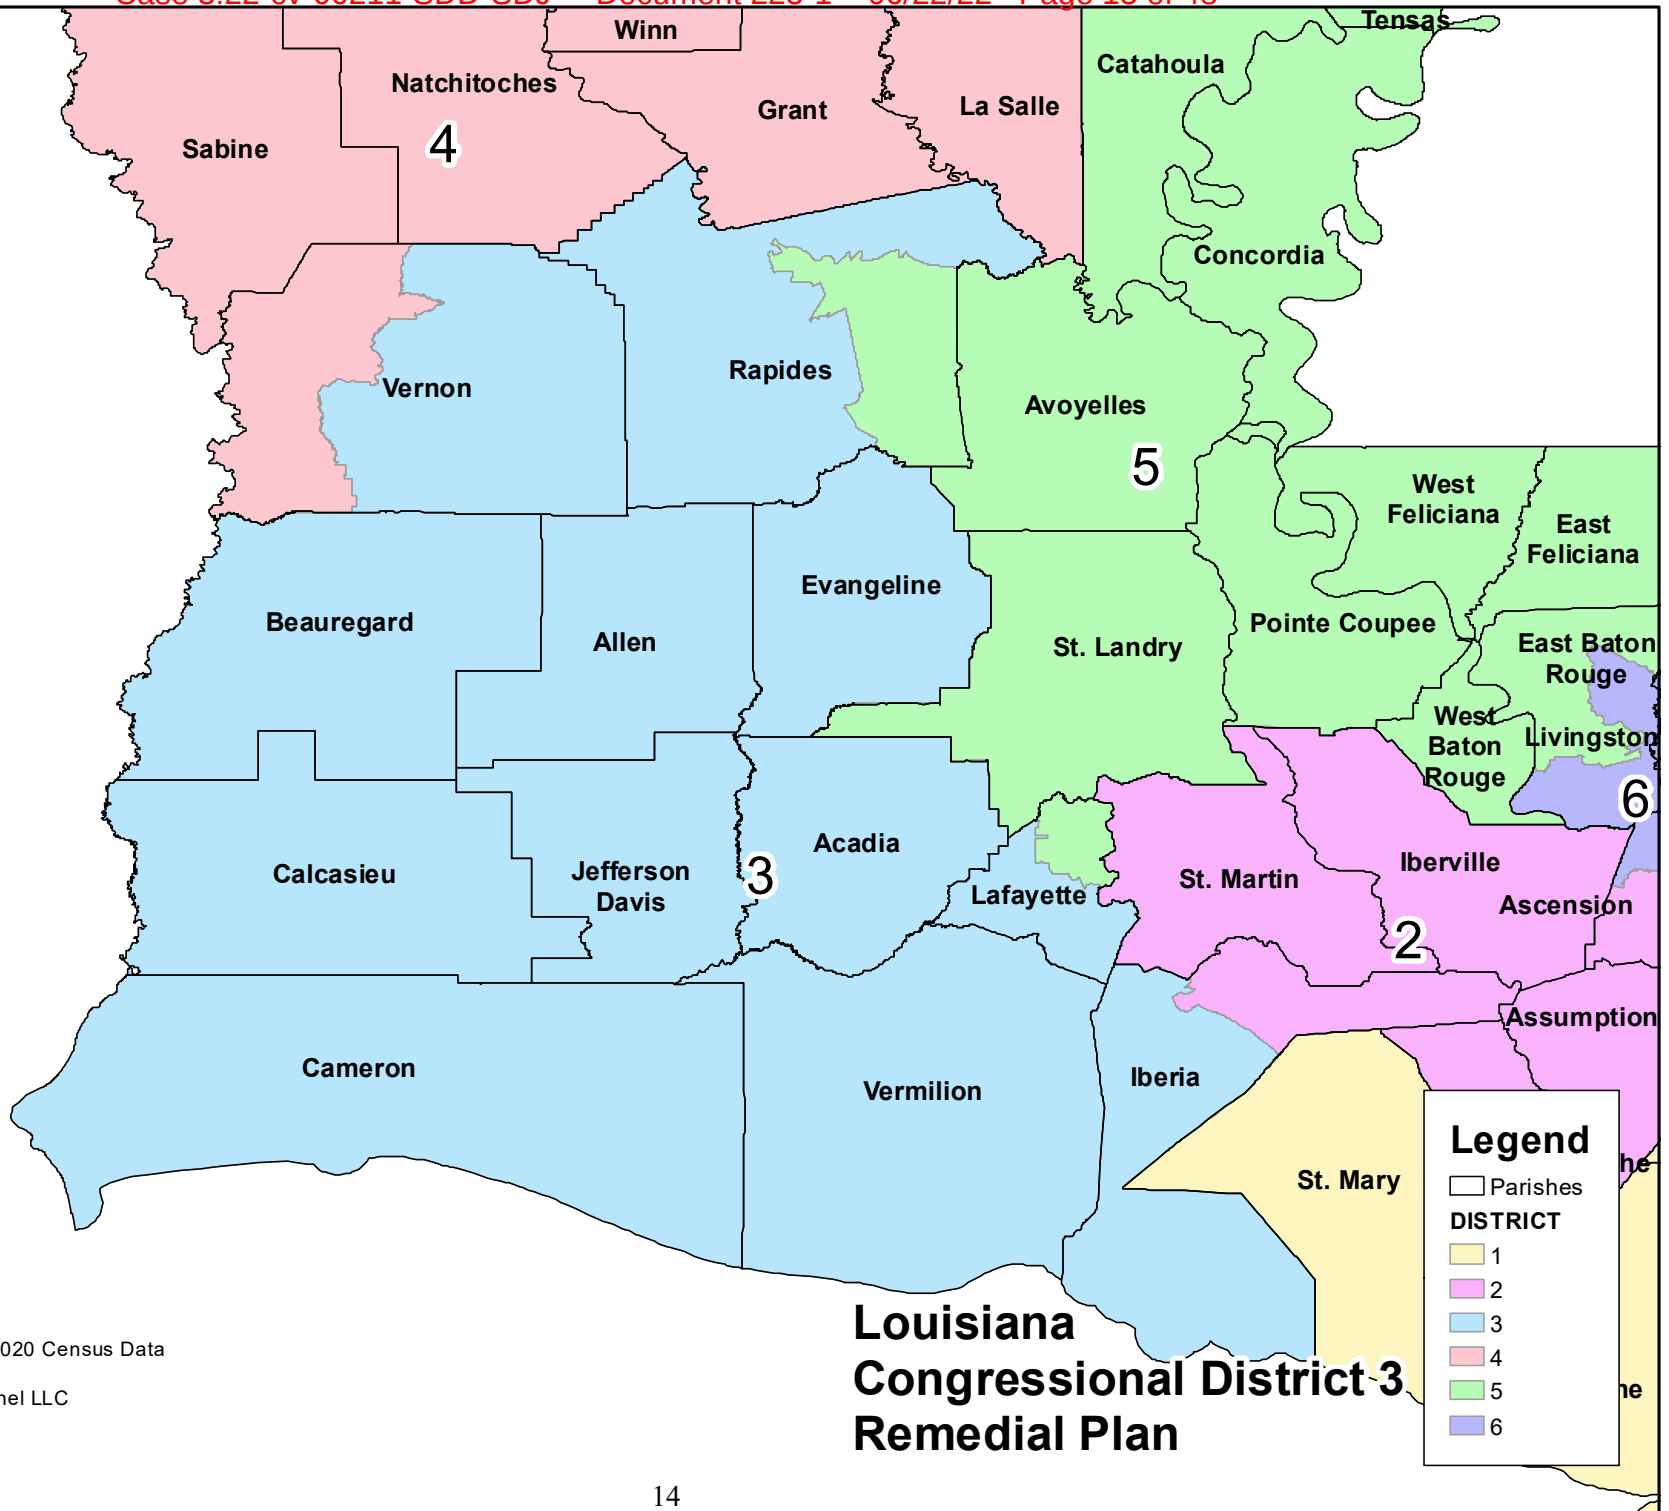 Winn
Tensas
Catahoula
Natchitoches
Grant
La Salle
Sabine
4
Concordia
Rapides
Vernon
Avoyelles
5
West
Feliciana
East
Feliciana
Evangeline
Beauregard
Allen
St. Landry
Pointe Coupee
East Baton
Rouge
West
Baton
Rouge
Livingston
6
Acadia
Calcasieu
Jefferson
Davis
3
Lafayette
St. Martin
Iberville
Ascension
2
Assumption
Cameron
Vermilion
Iberia
St. Mary
Legend
Parishes
DISTRICT
1
2
3
4
5
6
he
ne
020 Census Data
nel LLC
Louisiana
Congressional District 3
Remedial Plan
14